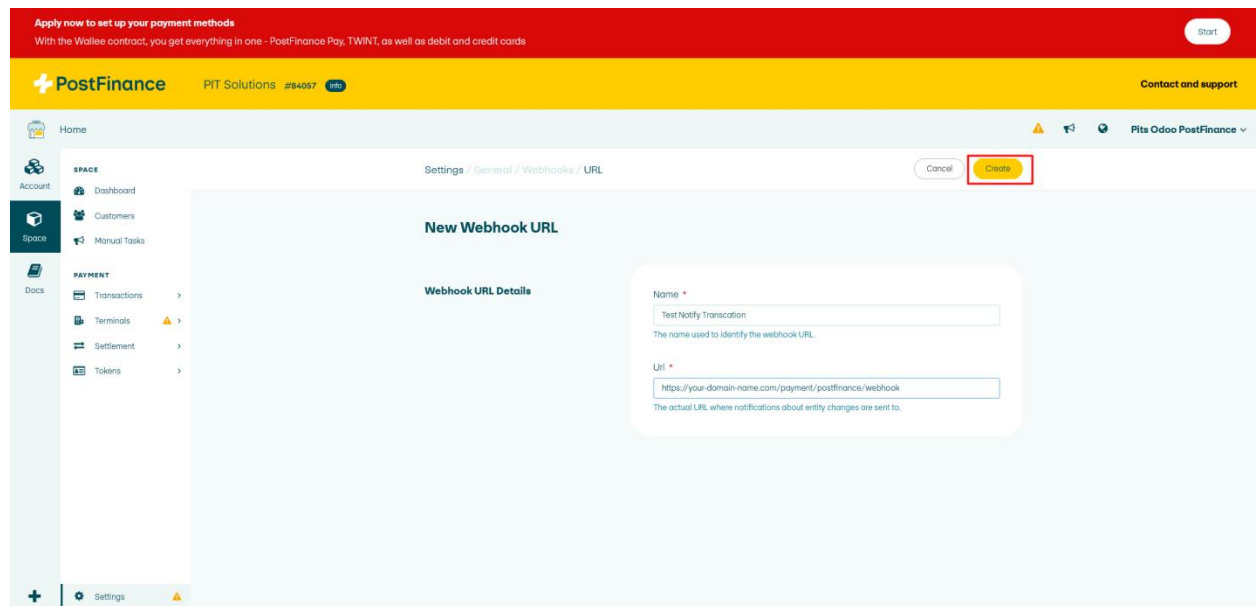 Apply now to set up your payment methods
With the Wallee contract, you get everything in one - PostFinance Pay, TWINT, as well as debit and credit cards
Start
PostFinance
PIT Solutions #84057 info
Contact and support
Home
Pits Odoo PostFinance
Account
Space
Docs
SPACE
Dashboard
Customers
Manual Tasks
PAYMENT
Transactions
Terminals
Settlement
Tokens
Settings
Settings / General / Webhooks / URL
Cancel
Create
New Webhook URL
Webhook URL Details
Name *
Test Notify Transcation
The name used to identify the webhook URL.
Url *
https://your-domain-name.com/payment/postfinance/webhook
The actual URL where notifications about entity changes are sent to.